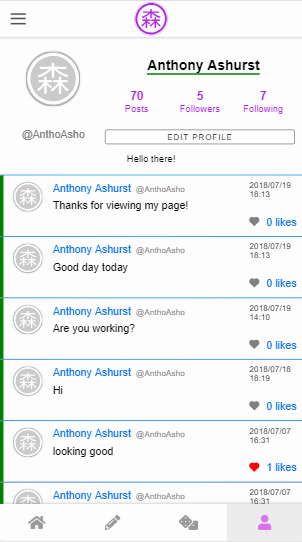 森
森
Anthony Ashurst
70
Posts
5
Followers
7
Following
@AnthoAsho
EDIT PROFILE
Hello there!
森
Anthony Ashurst @AnthoAsho
2018/07/19
18:13
Thanks for viewing my page!
0 likes
森
Anthony Ashurst @AnthoAsho
2018/07/19
18:13
Good day today
0 likes
森
Anthony Ashurst @AnthoAsho
2018/07/19
14:10
Are you working?
0 likes
森
Anthony Ashurst @AnthoAsho
2018/07/18
18:19
Hi
0 likes
森
Anthony Ashurst @AnthoAsho
2018/07/07
16:31
looking good
1 likes
Anthony Ashurst @AnthoAsho
2018/07/07
16:31